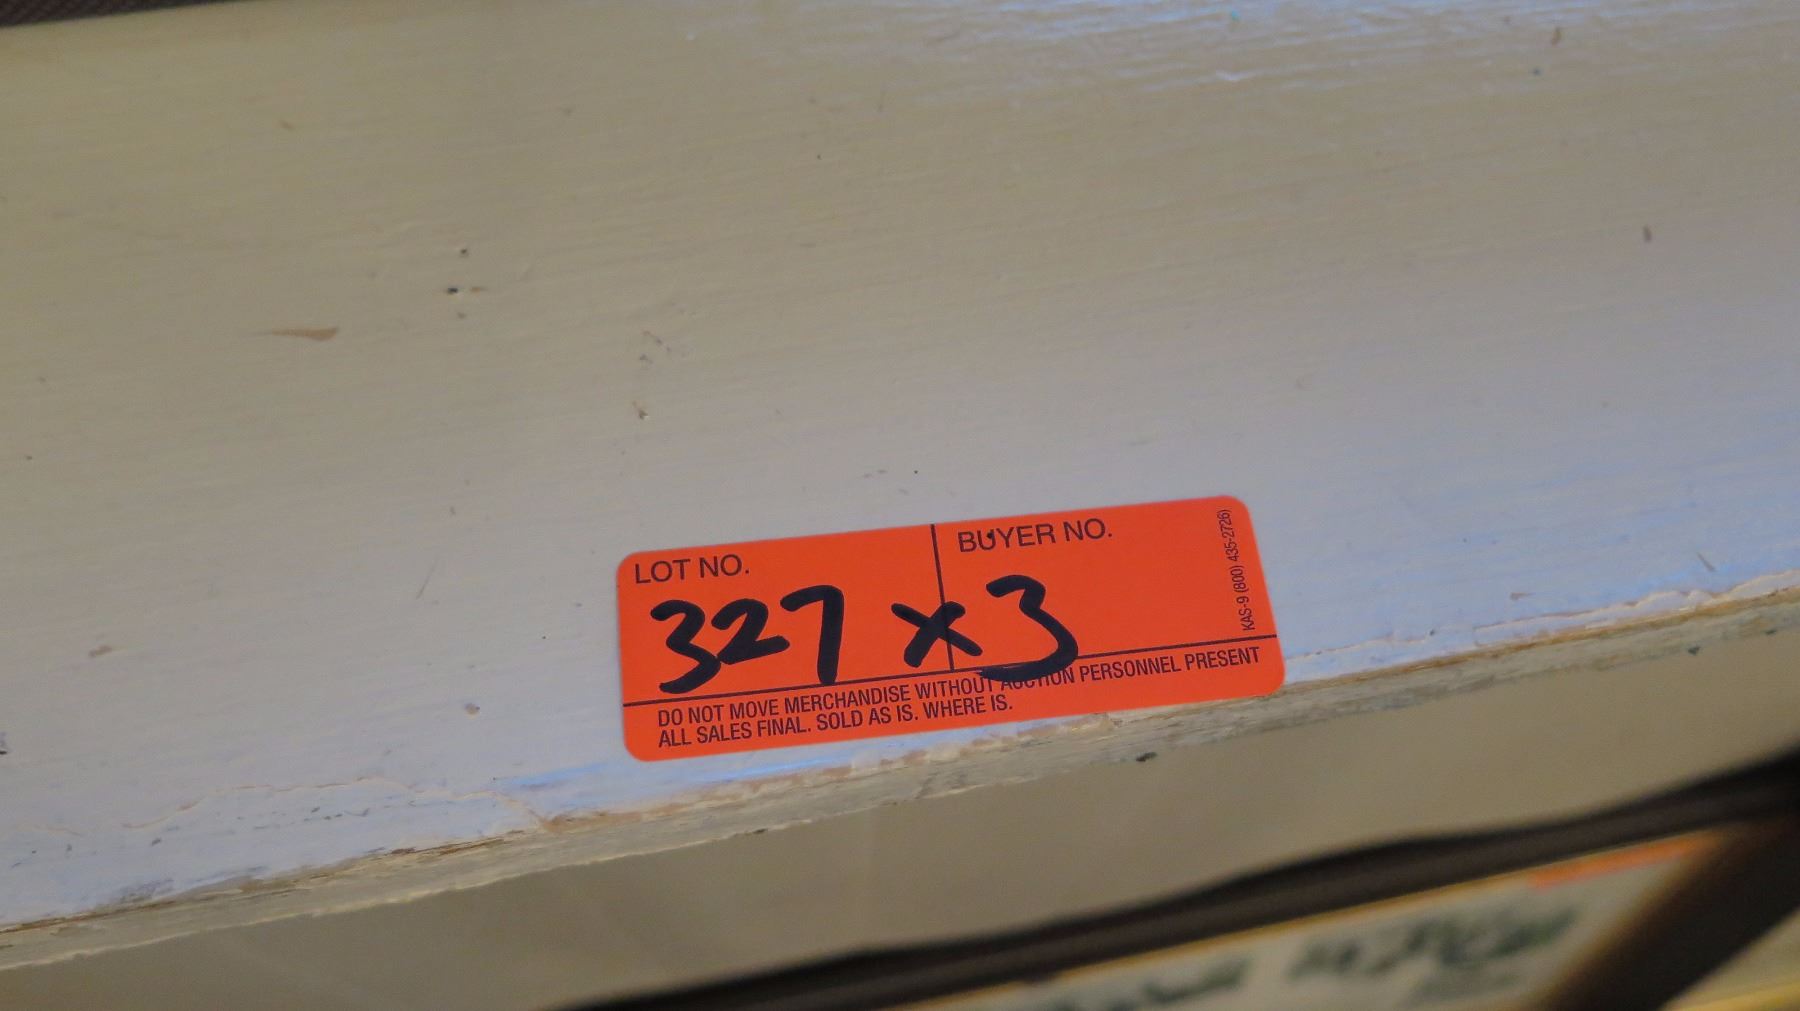 LOT NO.
BUYER NO.
327 x 3
DO NOT MOVE MERCHANDISE WITHOUT AUCTION PERSONNEL PRESENT
ALL SALES FINAL. SOLD AS IS. WHERE IS.
KAS-9 (800) 435-2726)